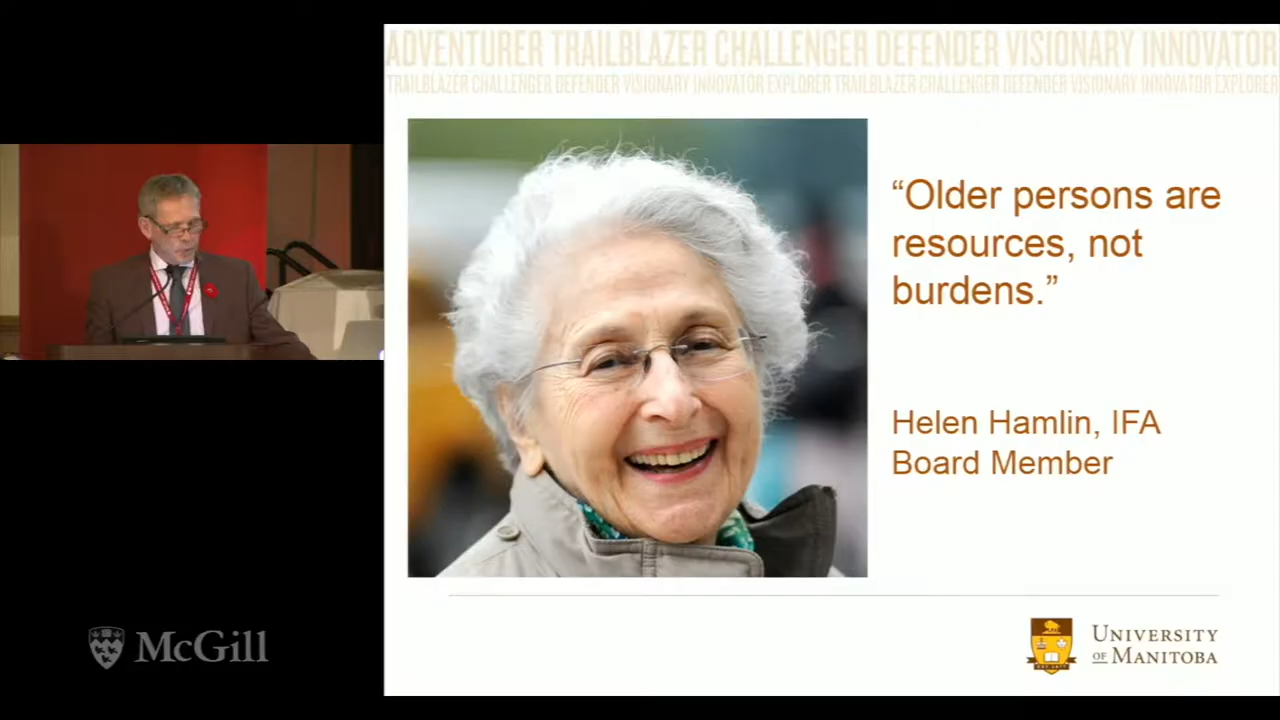 ADVENTURER TRAILBLAZER CHALLENGER DEFENDER VISIONARY INNOVATOR
TRAILBLAZER CHALLENGER DEFENDER VISIONARY INNOVATOR EXPLORER TRAILBLAZER CHALLENGER DEFENDER VISIONARY INNOVATOR EXPLORER
“Older persons are
resources, not
burdens.”
Helen Hamlin, IFA
Board Member
McGill
UNIVERSITY
OF MANITOBA